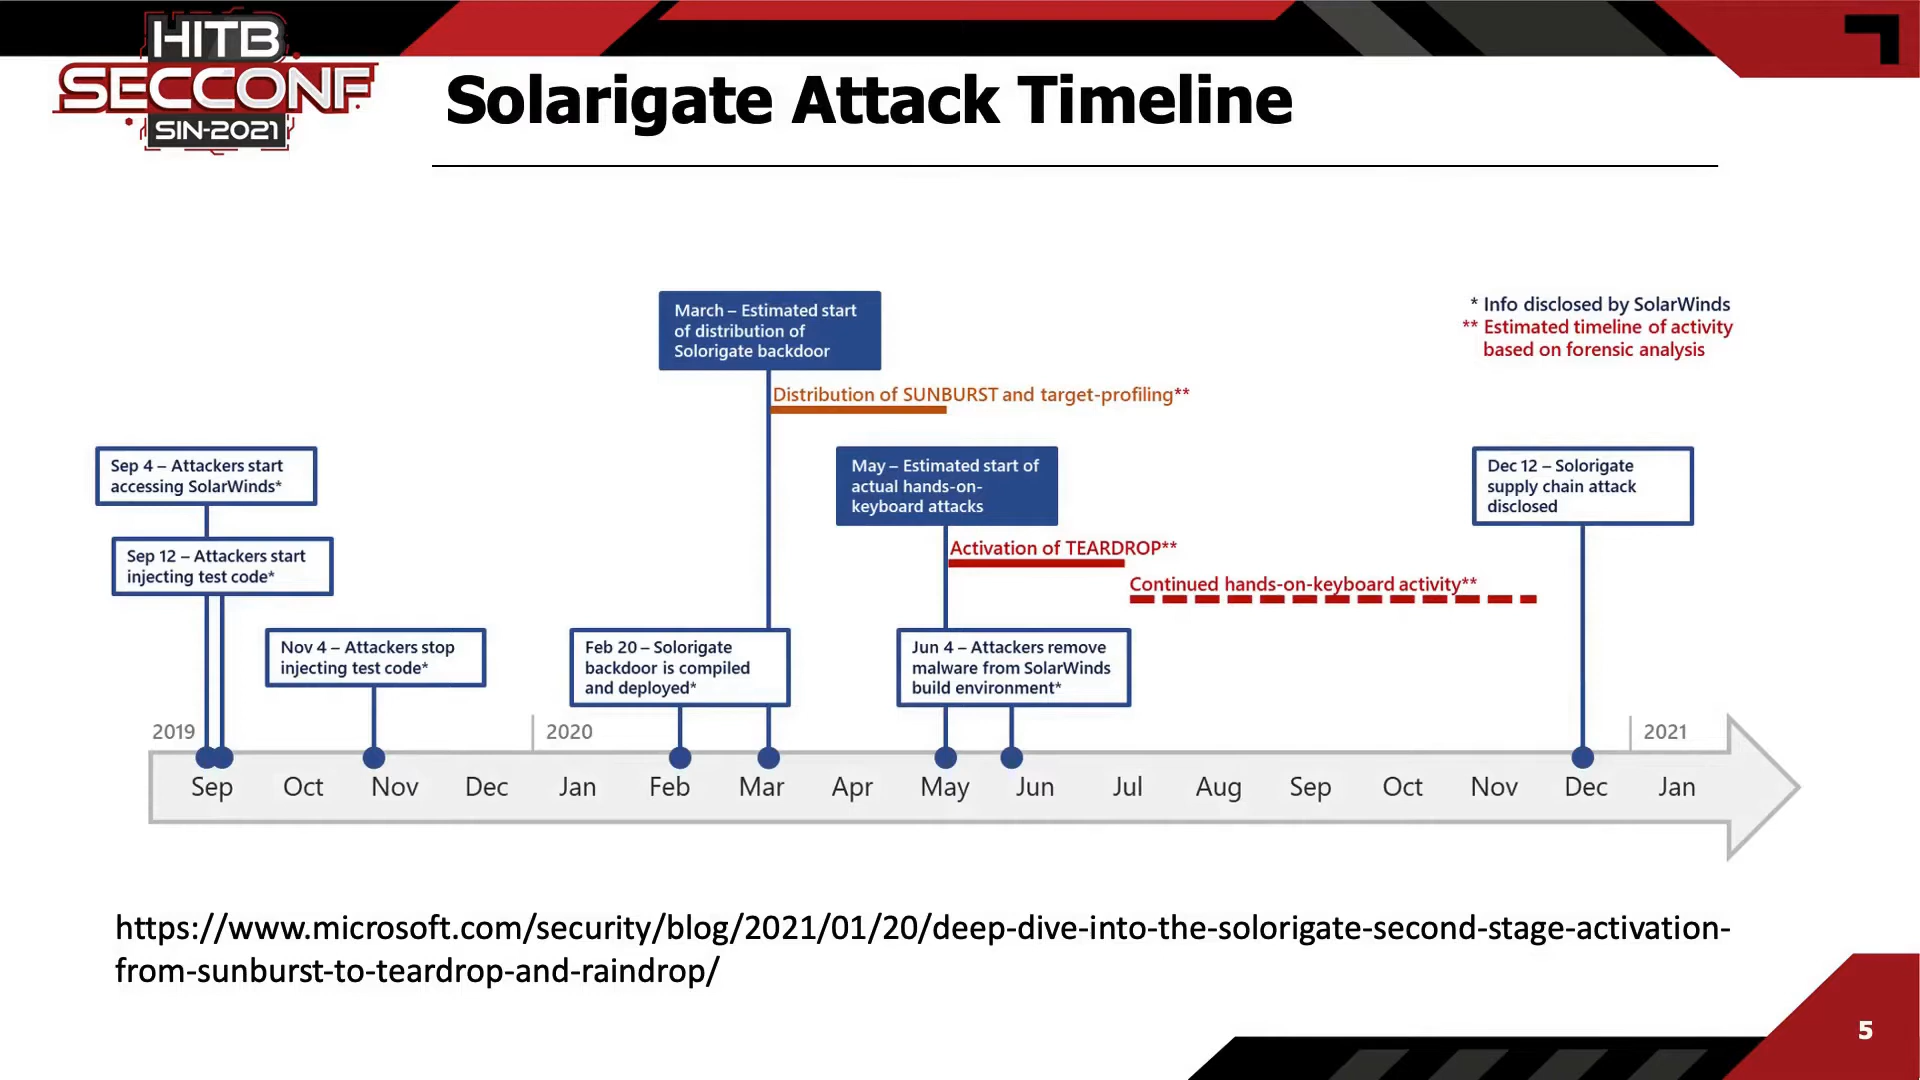 HITB
SECCONF
SIN-2021
Solarigate Attack Timeline
March – Estimated start
of distribution of
Solorigate backdoor
* Info disclosed by SolarWinds
** Estimated timeline of activity
based on forensic analysis
Distribution of SUNBURST and target-profiling**
Sep 4 – Attackers start
accessing SolarWinds*
May – Estimated start of
actual hands-on-
keyboard attacks
Dec 12 – Solorigate
supply chain attack
disclosed
Sep 12 – Attackers start
injecting test code*
Activation of TEARDROP**
Continued hands-on-keyboard activity**
Nov 4 – Attackers stop
injecting test code*
Feb 20 – Solorigate
backdoor is compiled
and deployed*
Jun 4 – Attackers remove
malware from SolarWinds
build environment*
2019 2020 2021
Sep Oct Nov Dec Jan Feb Mar Apr May Jun Jul Aug Sep Oct Nov Dec Jan
https://www.microsoft.com/security/blog/2021/01/20/deep-dive-into-the-solorigate-second-stage-activation-
from-sunburst-to-teardrop-and-raindrop/
5